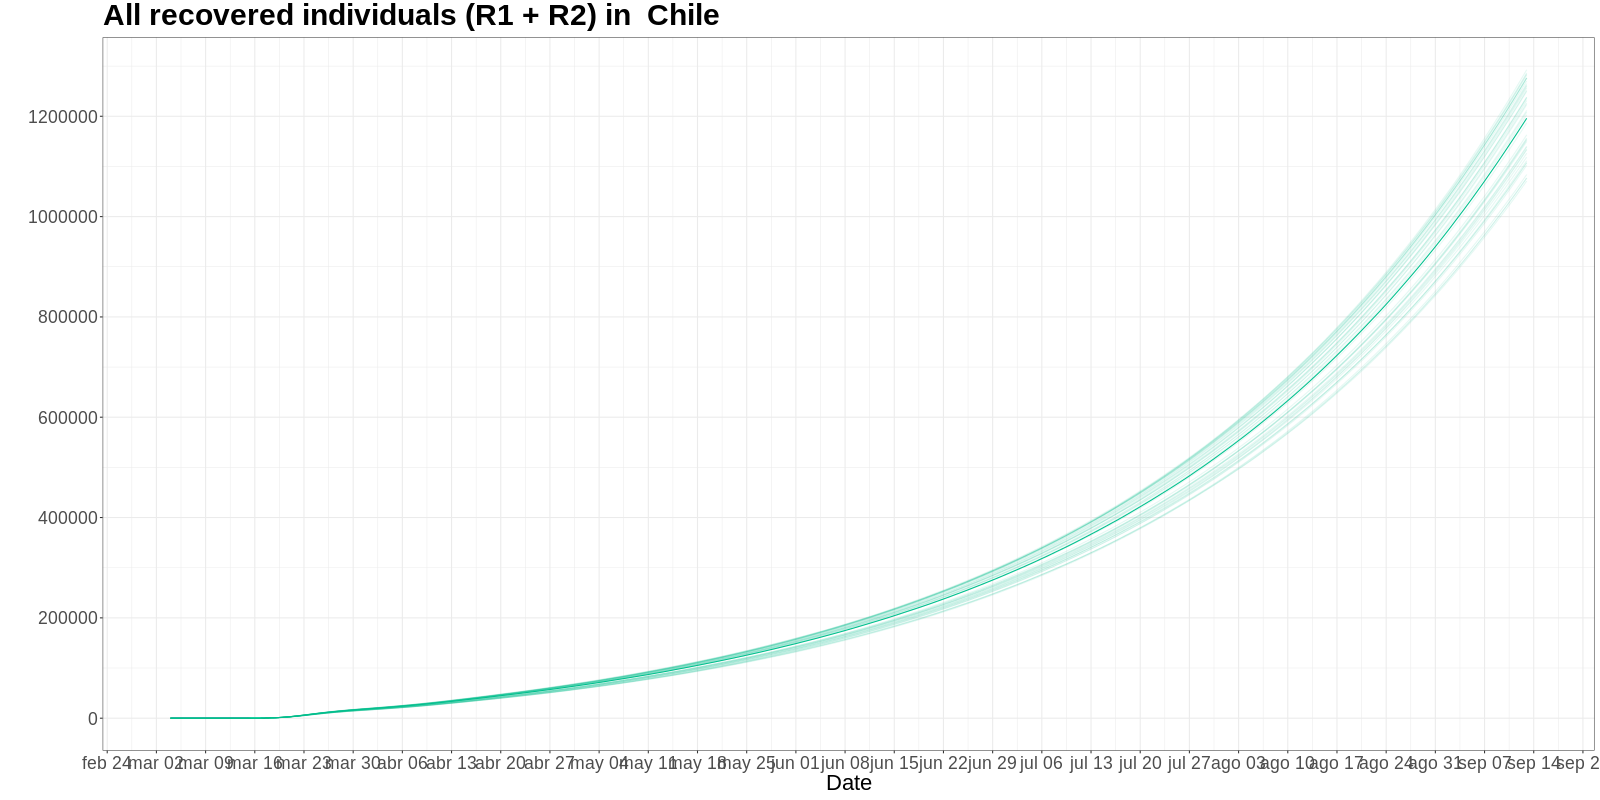 All recovered individuals (R1 + R2) in  Chile
1200000
1000000
800000
600000
400000
200000
0
feb 24 mar 02 mar 09 mar 16 mar 23 mar 30 abr 06 abr 13 abr 20 abr 27 may 04 may 11 may 18 may 25 jun 01 jun 08 jun 15 jun 22 jun 29 jul 06 jul 13 jul 20 jul 27 ago 03 ago 10 ago 17 ago 24 ago 31 sep 07 sep 14 sep 2
Date